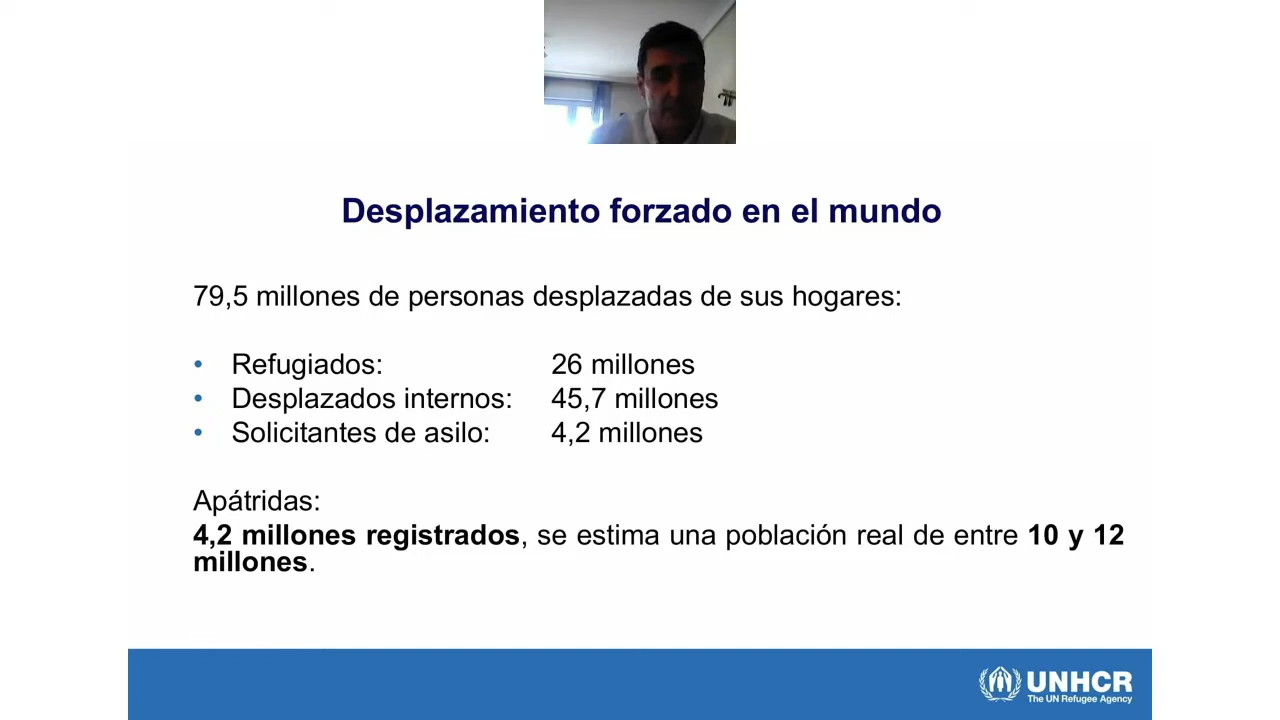 Desplazamiento forzado en el mundo
79,5 millones de personas desplazadas de sus hogares:
• Refugiados: 26 millones
• Desplazados internos: 45,7 millones
• Solicitantes de asilo: 4,2 millones
Apátridas:
4,2 millones registrados, se estima una población real de entre 10 y 12
millones.
UNHCR
The UN Refugee Agency